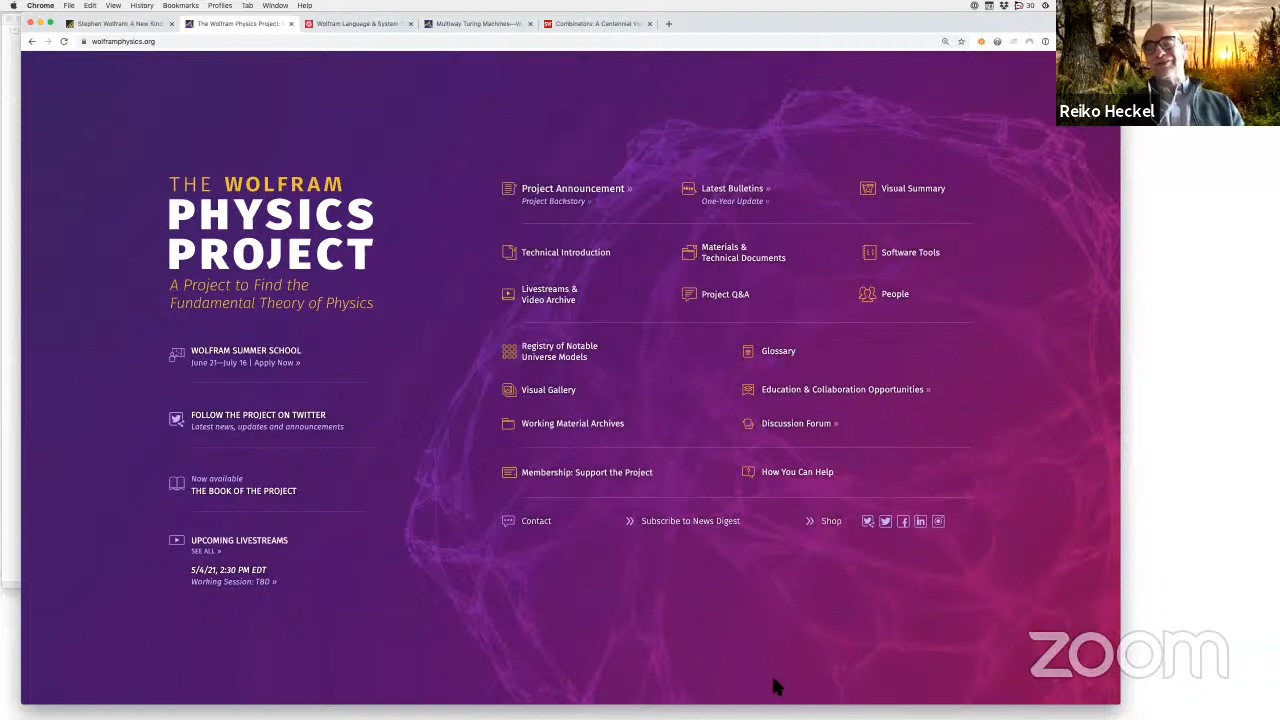 Chrome File Edit View History Bookmarks Profiles Tab Window Help
30
Stephen Wolfram: A New Kind
The Wolfram Physics Project:
Wolfram Language & System
Multiway Turing Machines—W
Combinators: A Centennial Vi
wolframphysics.org
Reiko Heckel
THE WOLFRAM
PHYSICS
PROJECT
A Project to Find the
Fundamental Theory of Physics
WOLFRAM SUMMER SCHOOL
June 21—July 16 | Apply Now »
FOLLOW THE PROJECT ON TWITTER
Latest news, updates and announcements
Now available
THE BOOK OF THE PROJECT
UPCOMING LIVESTREAMS
SEE ALL »
5/4/21, 2:30 PM EDT
Working Session: TBD »
Project Announcement »
Project Backstory »
Latest Bulletins »
One-Year Update »
Visual Summary
Technical Introduction
Materials &
Technical Documents
Software Tools
Livestreams &
Video Archive
Project Q&A
People
Registry of Notable
Universe Models
Glossary
Visual Gallery
Education & Collaboration Opportunities »
Working Material Archives
Discussion Forum »
Membership: Support the Project
How You Can Help
Contact
» Subscribe to News Digest
» Shop
zoom